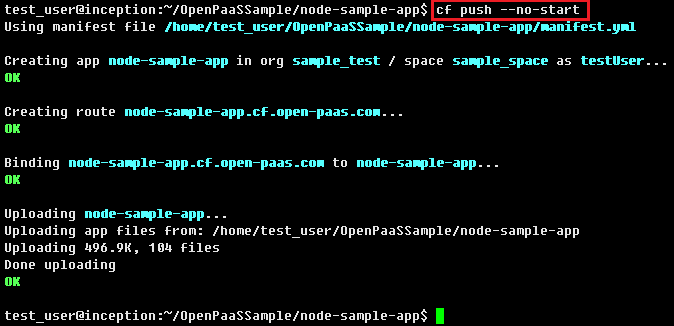 test_user@inception:~/OpenPaaSSample/node-sample-app$ cf push --no-start
Using manifest file /home/test_user/OpenPaaSSample/node-sample-app/manifest.yml
Creating app node-sample-app in org sample_test / space sample_space as testUser...
OK
Creating route node-sample-app.cf.open-paas.com...
OK
Binding node-sample-app.cf.open-paas.com to node-sample-app...
OK
Uploading node-sample-app...
Uploading app files from: /home/test_user/OpenPaaSSample/node-sample-app
Uploading 496.9K, 104 files
Done uploading
OK
test_user@inception:~/OpenPaaSSample/node-sample-app$